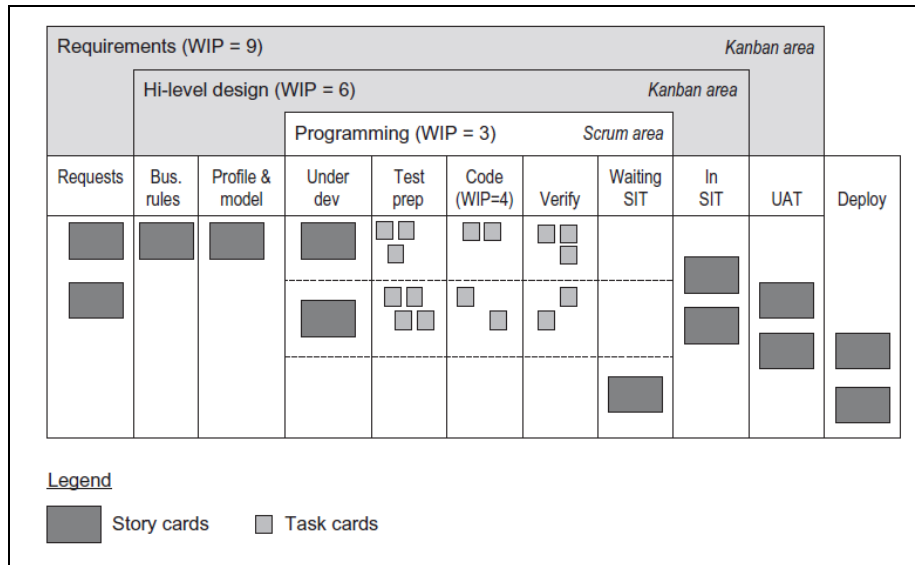 Requirements (WIP = 9) Kanban area
Hi-level design (WIP = 6) Kanban area
Programming (WIP = 3) Scrum area
Requests Bus. Profile & Under Test Code Verify Waiting In UAT Deploy
rules model dev prep (WIP=4) SIT SIT
Legend
Story cards Task cards